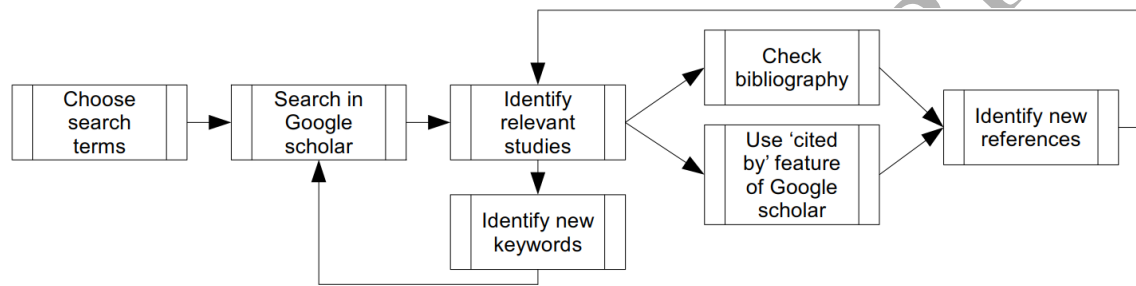 Choose
search
terms
Search in
Google
scholar
Identify
relevant
studies
Identify new
keywords
Check
bibliography
Use ‘cited
by’ feature
of Google
scholar
Identify new
references